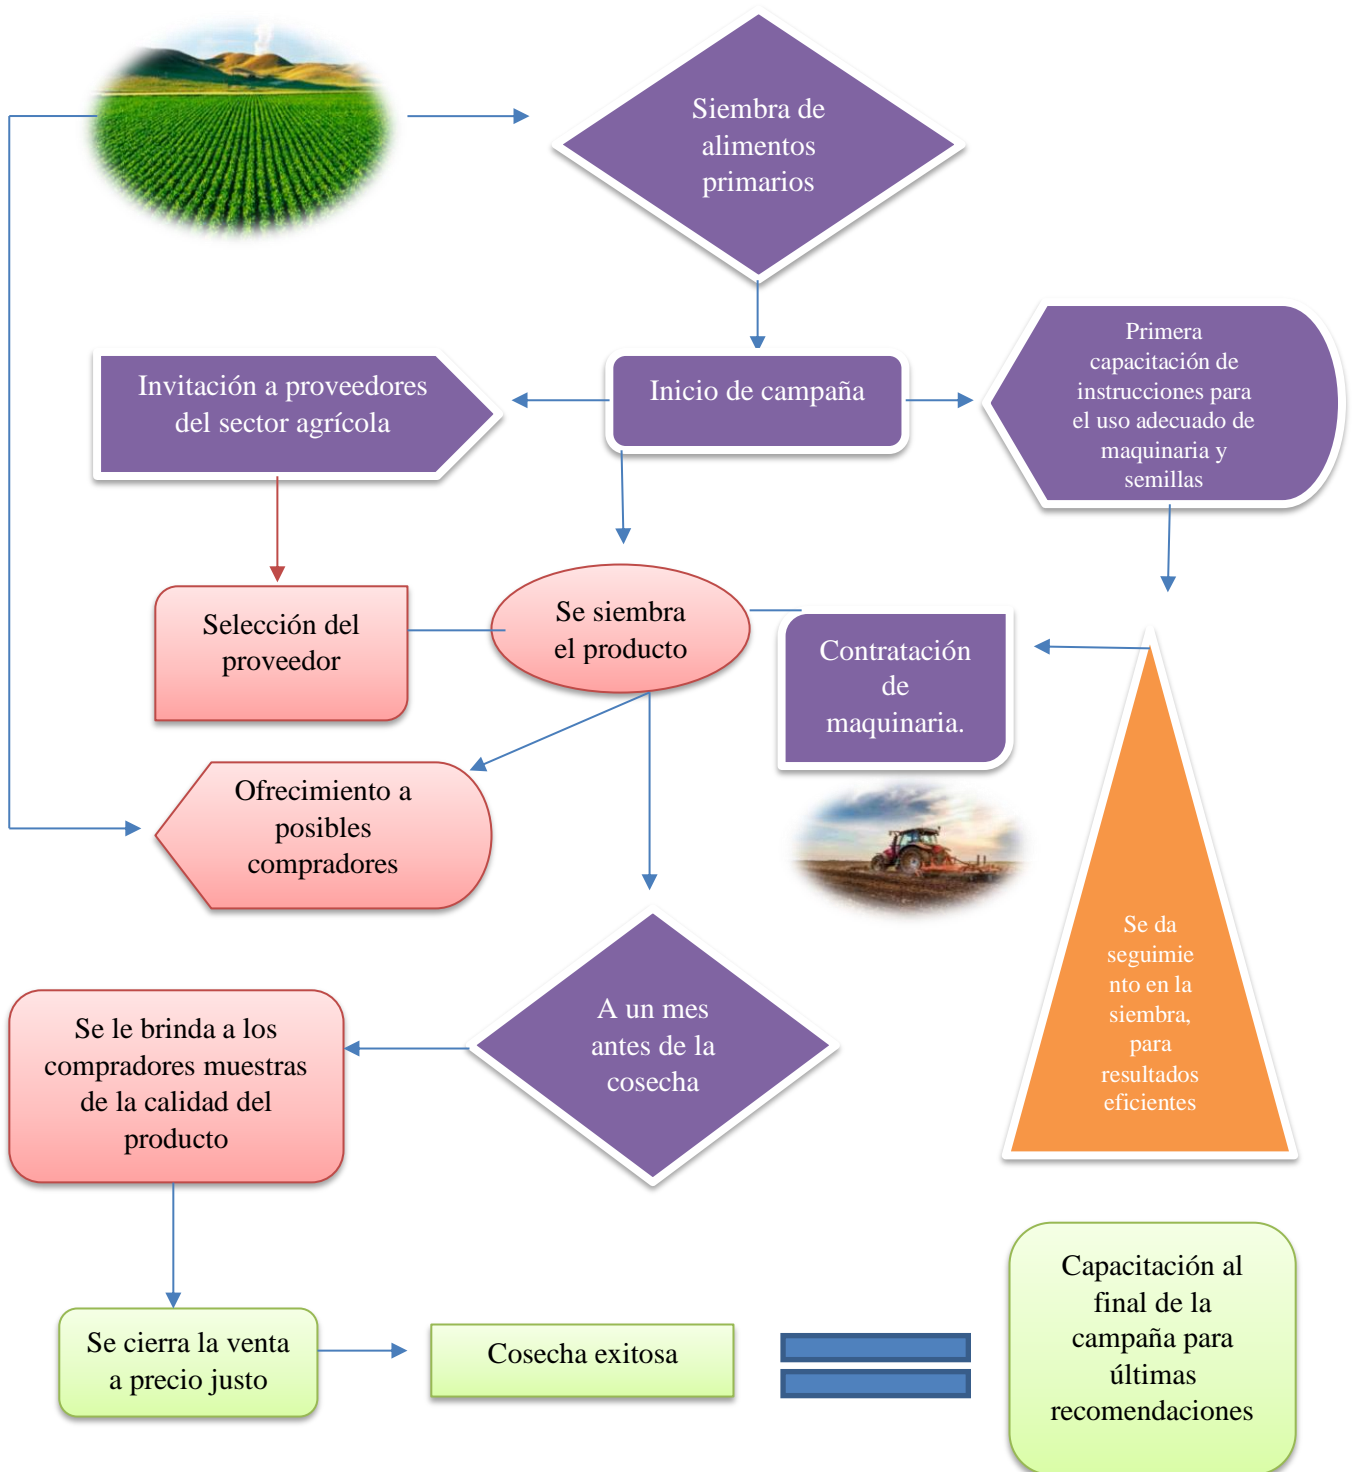 Siembra de
alimentos
primarios
Invitación a proveedores
del sector agrícola
Inicio de campaña
Primera
capacitación de
instrucciones para
el uso adecuado de
maquinaria y
semillas
Selección del
proveedor
Se siembra
el producto
Contratación
de
maquinaria.
Ofrecimiento a
posibles
compradores
Se da
seguimie
nto en la
siembra,
para
resultados
eficientes
Se le brinda a los
compradores muestras
de la calidad del
producto
A un mes
antes de la
cosecha
Se cierra la venta
a precio justo
Cosecha exitosa
Capacitación al
final de la
campaña para
últimas
recomendaciones